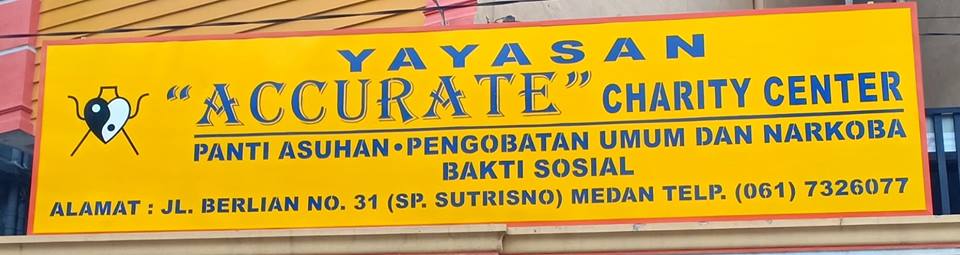 YAYASAN
"ACCURATE" CHARITY CENTER
PANTI ASUHAN•PENGOBATAN UMUM DAN NARKOBA
BAKTI SOSIAL
ALAMAT : JL. BERLIAN NO. 31 (SP. SUTRISNO) MEDAN TELP. (061) 7326077